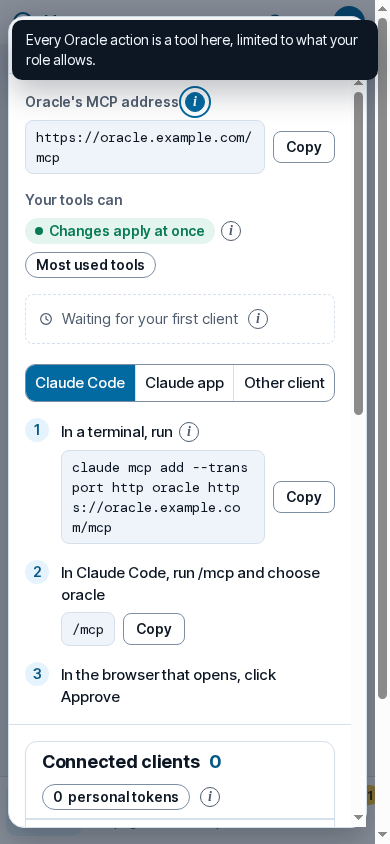 Every Oracle action is a tool here, limited to what your
role allows.
Oracle's MCP address i
https://oracle.example.com/
mcp
Copy
Your tools can
Changes apply at once i
Most used tools
Waiting for your first client i
Claude Code Claude app Other client
1 In a terminal, run i
claude mcp add --trans
port http oracle http
s://oracle.example.co
m/mcp
Copy
2 In Claude Code, run /mcp and choose
oracle
/mcp Copy
3 In the browser that opens, click
Approve
Connected clients 0
0 personal tokens i
1